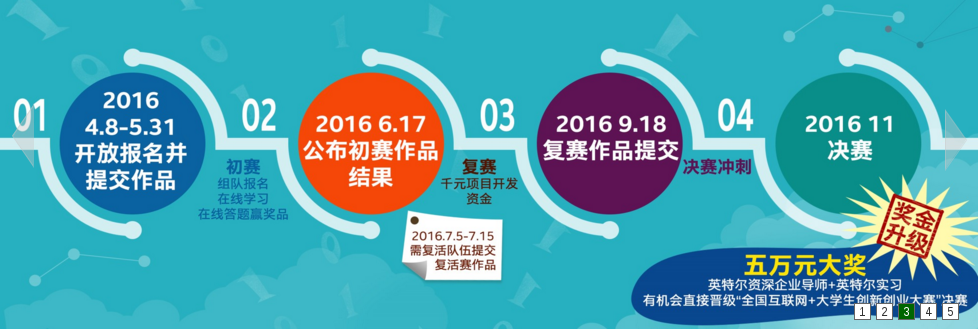 01
2016
4.8-5.31
开放报名并
提交作品
02
初赛
组队报名
在线学习
在线答题赢奖品
2016 6.17
公布初赛作品
结果
2016.7.5-7.15
需复活队伍提交
复活赛作品
03
复赛
千元项目开发
资金
2016 9.18
复赛作品提交
04
决赛冲刺
2016 11
决赛
奖金
升级
五万元大奖
英特尔资深企业导师+英特尔实习
有机会直接晋级“全国互联网+大学生创新创业大赛”决赛
1 2 3 4 5